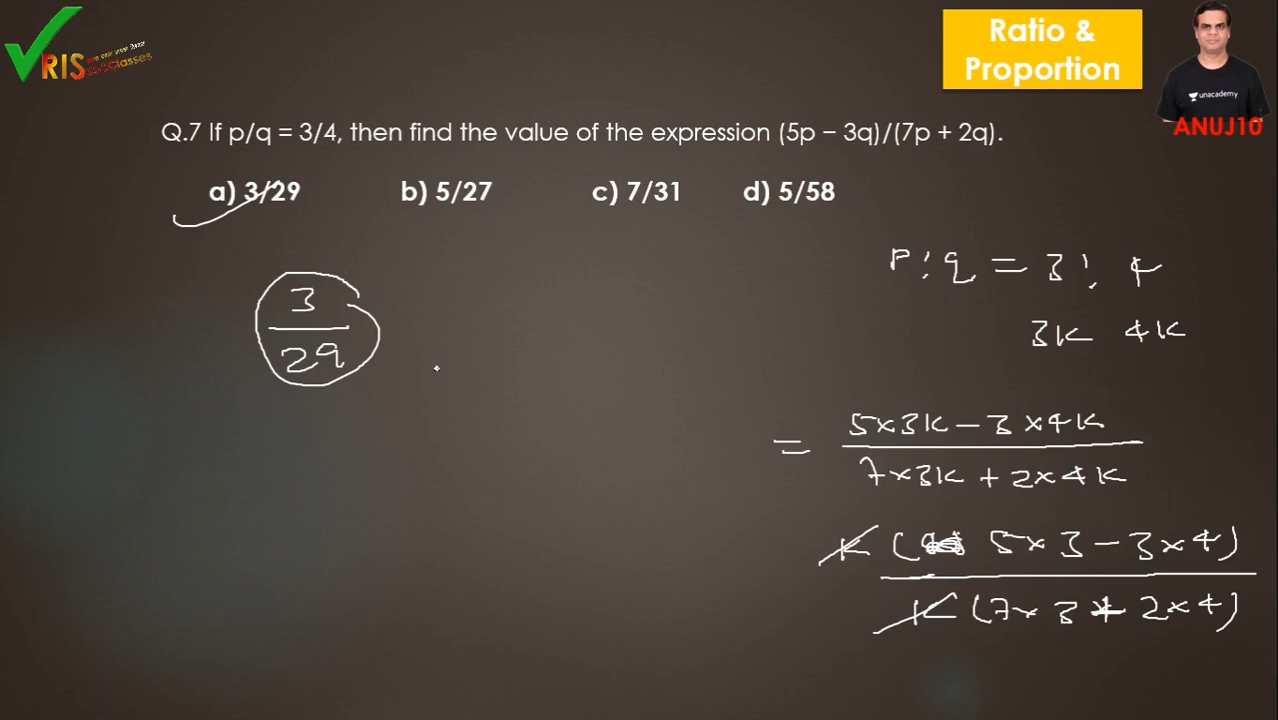 RIS
Ratio &
Proportion
unacademy
ANUJ10
Q.7 If p/q = 3/4, then find the value of the expression (5p − 3q)/(7p + 2q).
a) 3/29 b) 5/27 c) 7/31 d) 5/58
P : q = 3 : 4
3K 4K
3
29
= 5×3K − 3×4K
7×3K + 2×4K
K ( 5×3 − 3×4)
K (7×3 + 2×4)